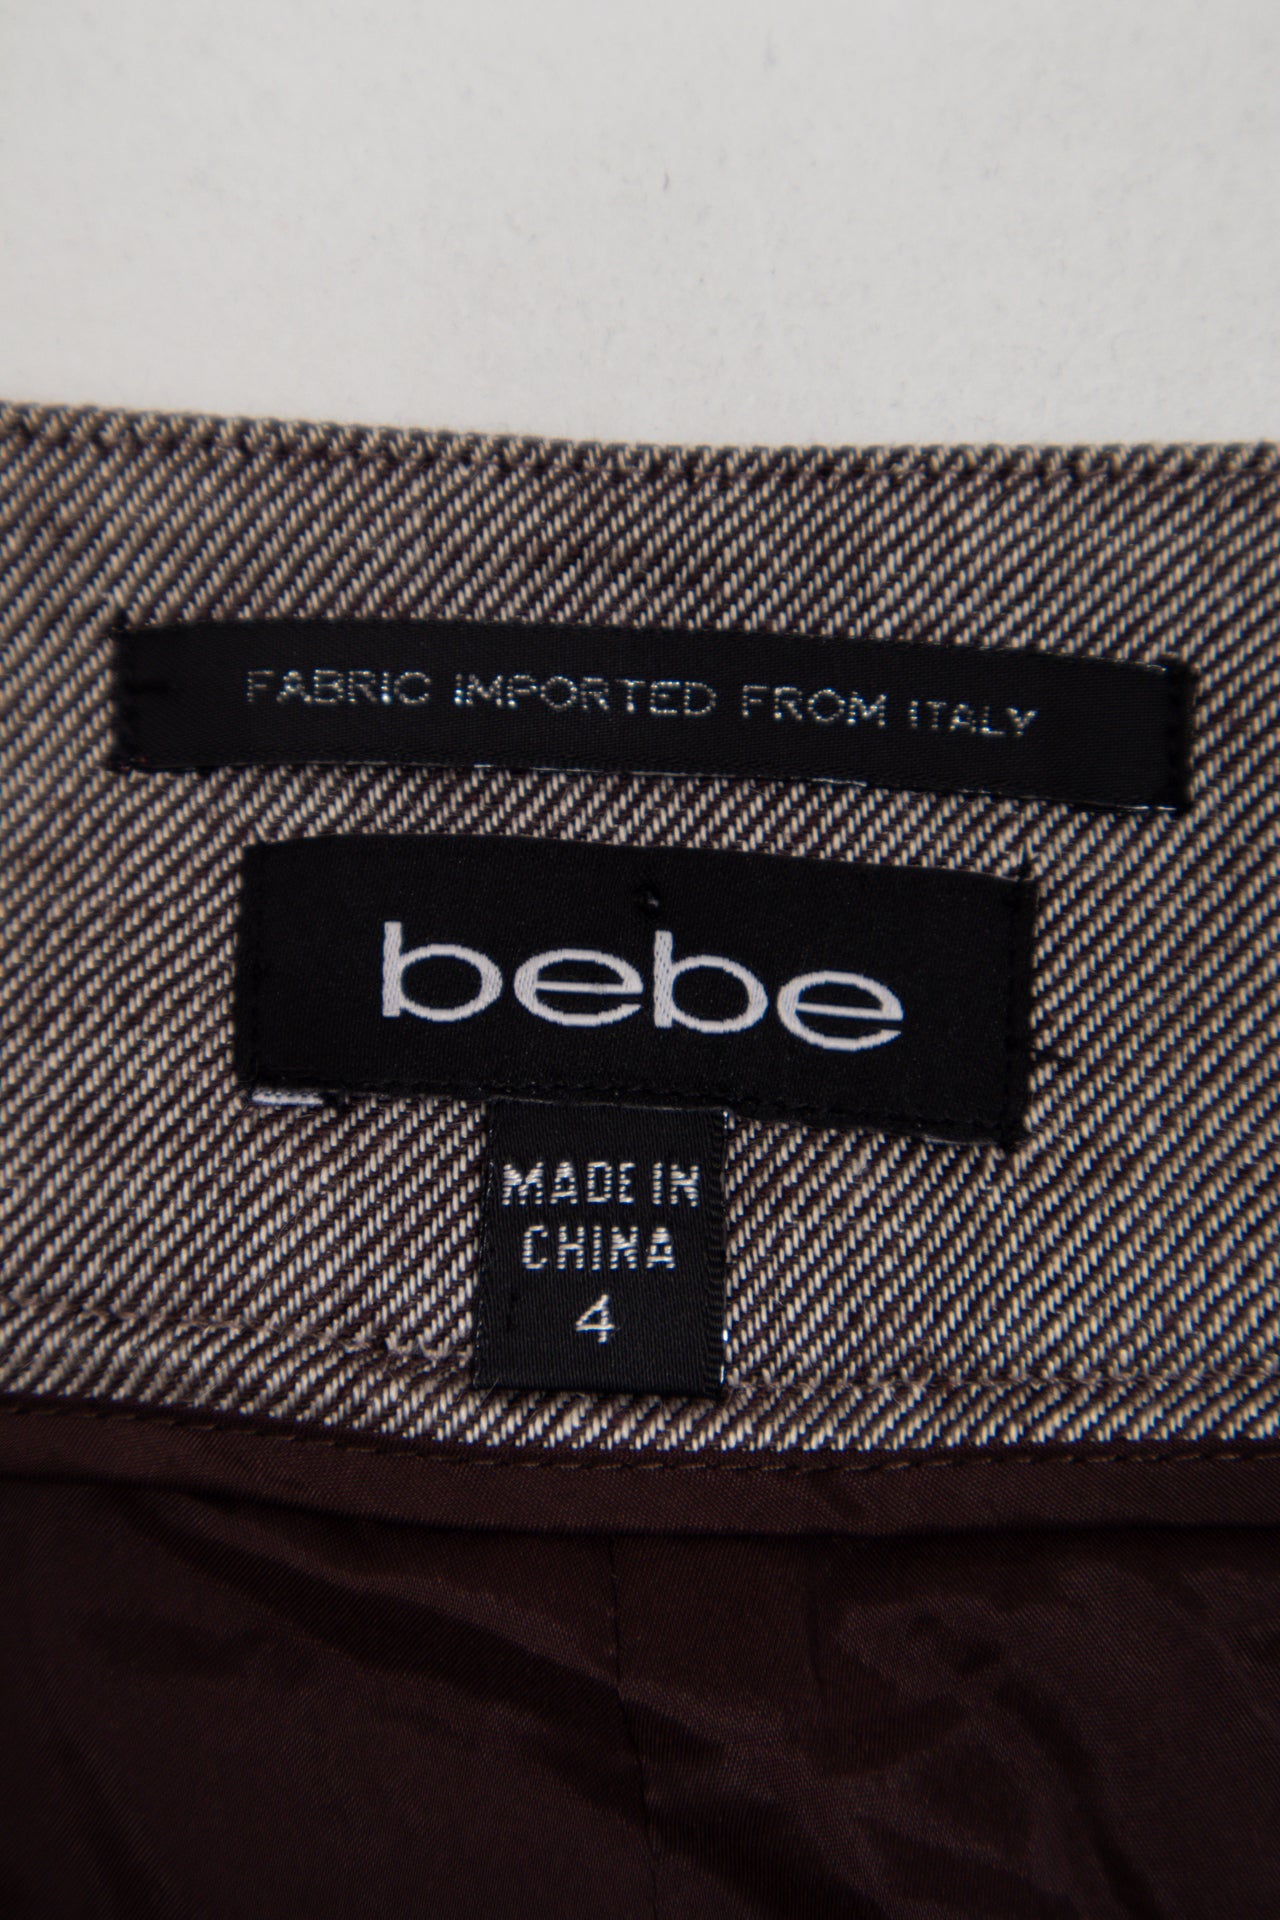 FABRIC IMPORTED FROM ITALY
bebe
MADE IN
CHINA
4